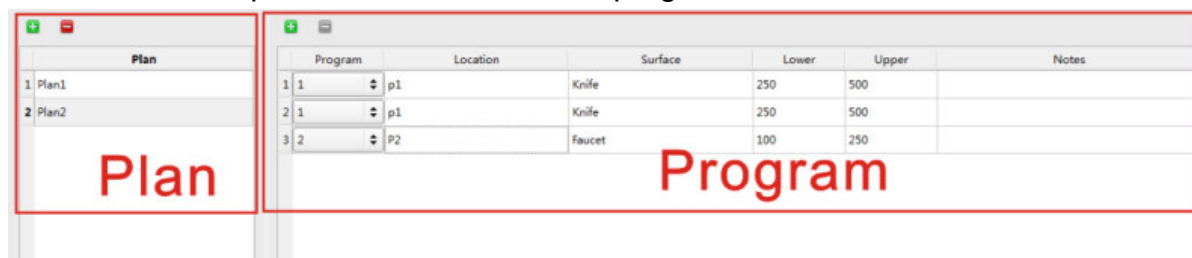 Plan
1 Plan1
2 Plan2
Plan
Program Location Surface Lower Upper Notes
1 1 p1 Knife 250 500
2 1 p1 Knife 250 500
3 2 P2 Faucet 100 250
Program